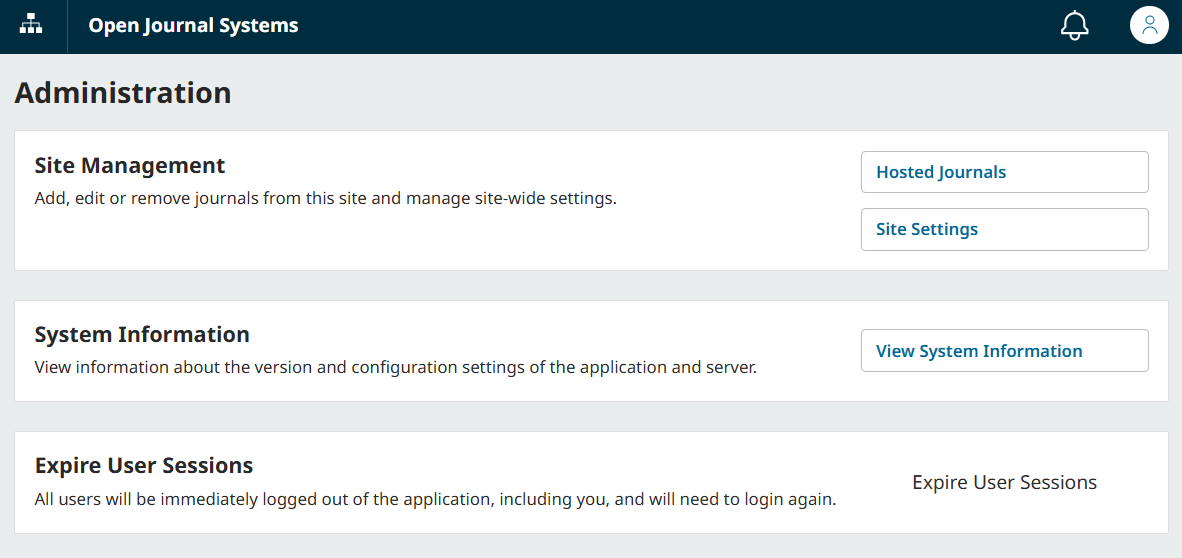 Open Journal Systems
Administration
Site Management
Add, edit or remove journals from this site and manage site-wide settings.
Hosted Journals
Site Settings
System Information
View information about the version and configuration settings of the application and server.
View System Information
Expire User Sessions
All users will be immediately logged out of the application, including you, and will need to login again.
Expire User Sessions